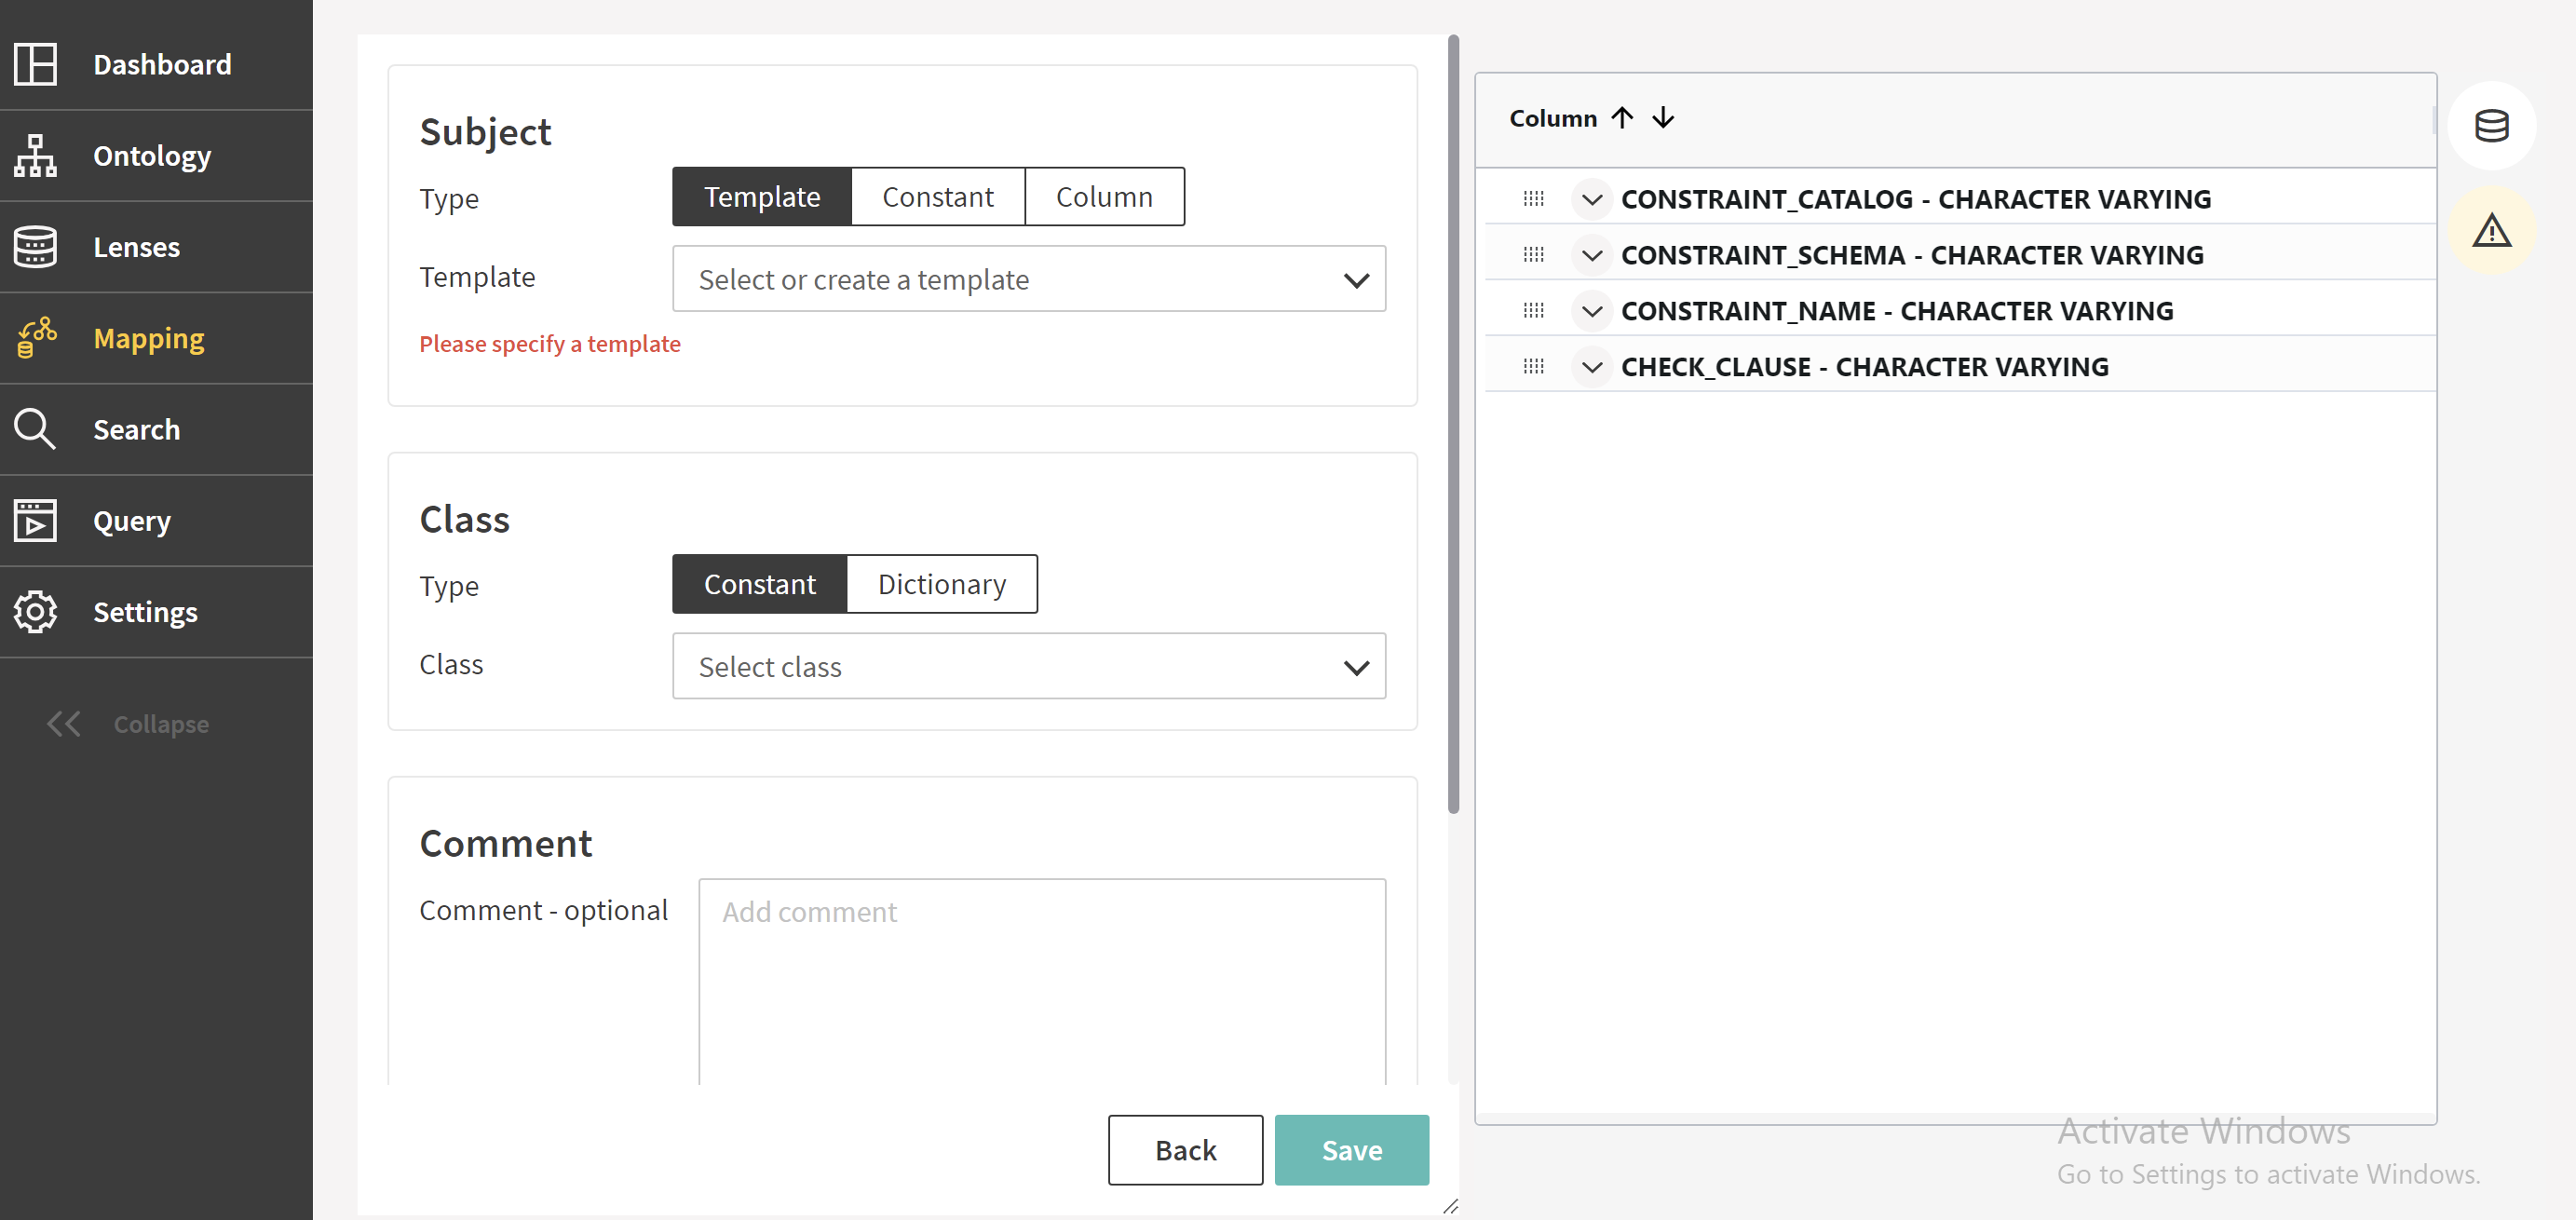 Dashboard
Ontology
Lenses
Mapping
Search
Query
Settings
Collapse
Subject
Type
Template Constant Column
Template
Select or create a template
Please specify a template
Class
Type
Constant Dictionary
Class
Select class
Comment
Comment - optional
Add comment
Back Save
Column
CONSTRAINT_CATALOG - CHARACTER VARYING
CONSTRAINT_SCHEMA - CHARACTER VARYING
CONSTRAINT_NAME - CHARACTER VARYING
CHECK_CLAUSE - CHARACTER VARYING
Activate Windows
Go to Settings to activate Windows.